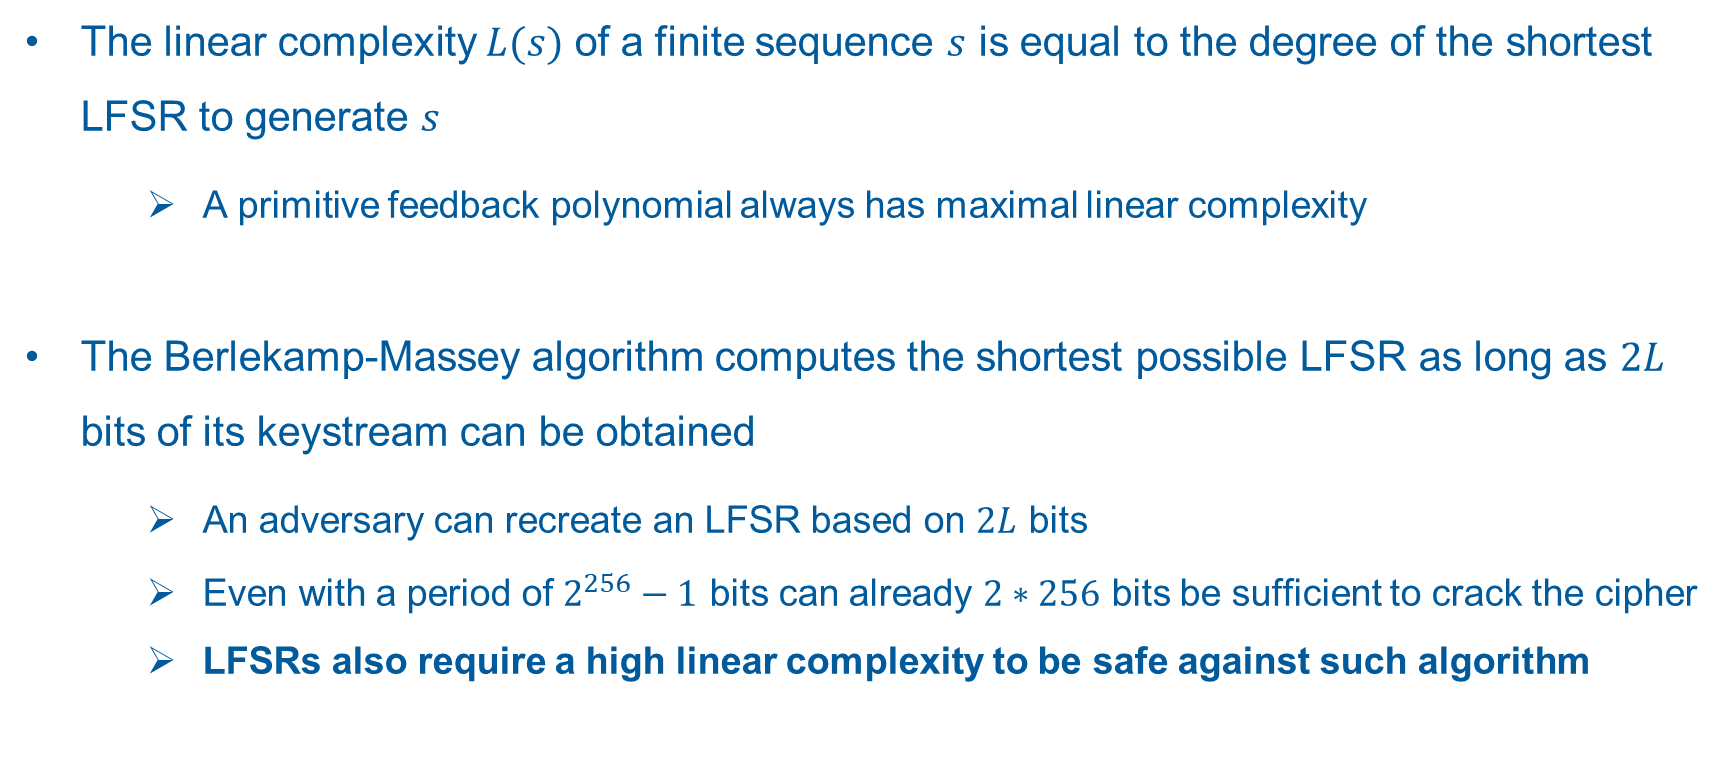 • The linear complexity L(s) of a finite sequence s is equal to the degree of the shortest
LFSR to generate s
➢ A primitive feedback polynomial always has maximal linear complexity
• The Berlekamp-Massey algorithm computes the shortest possible LFSR as long as 2L
bits of its keystream can be obtained
➢ An adversary can recreate an LFSR based on 2L bits
➢ Even with a period of 2²⁵⁶ − 1 bits can already 2 ∗ 256 bits be sufficient to crack the cipher
➢ LFSRs also require a high linear complexity to be safe against such algorithm